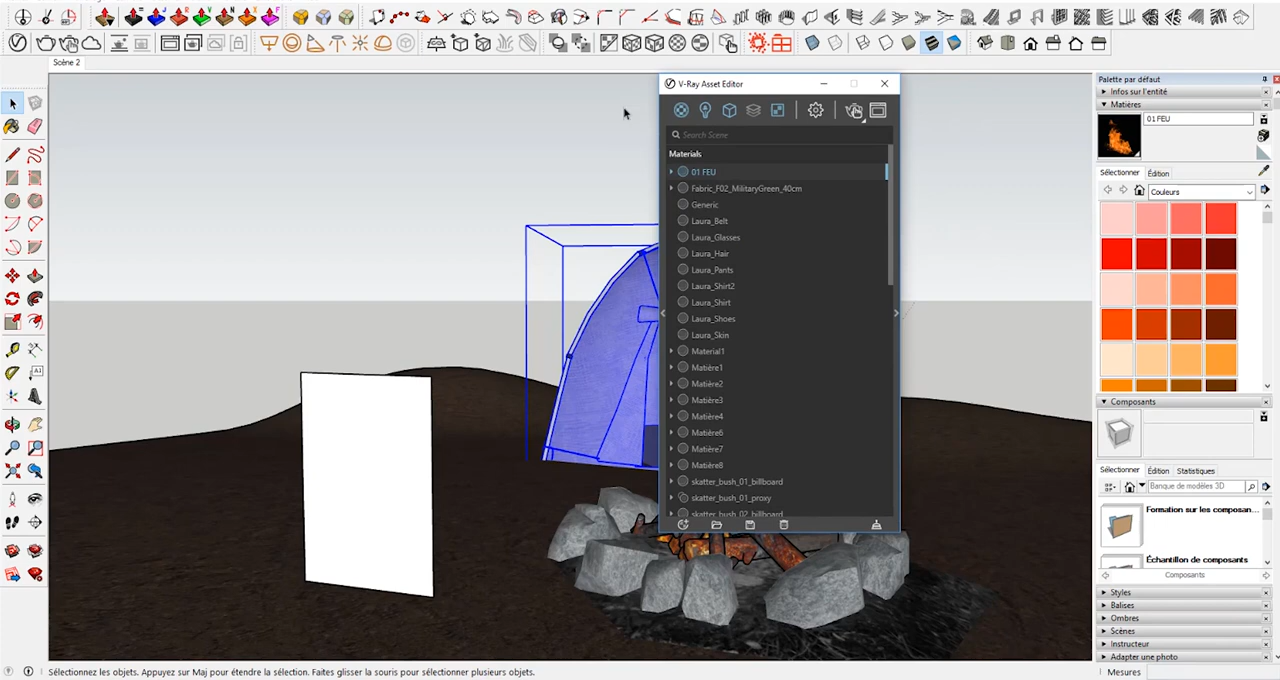 Scène 2
V-Ray Asset Editor
Search Scene
Materials
01 FEU
Fabric_F02_MilitaryGreen_40cm
Generic
Laura_Belt
Laura_Glasses
Laura_Hair
Laura_Pants
Laura_Shirt2
Laura_Shirt
Laura_Shoes
Laura_Skin
Material1
Matière1
Matière2
Matière3
Matière4
Matière6
Matière7
Matière8
skatter_bush_01_billboard
skatter_bush_01_proxy
skatter_bush_02_billboard
Palette par défaut
Infos sur l'entité
Matières
01 FEU
Sélectionner Édition
Couleurs
Composants
Sélectionner Édition Statistiques
Banque de modèles 3D
Formation sur les composan...
Échantillon de composants
Composants
Styles
Balises
Ombres
Scènes
Instructeur
Adapter une photo
Sélectionnez les objets. Appuyez sur Maj pour étendre la sélection. Faites glisser la souris pour sélectionner plusieurs objets.
Mesures